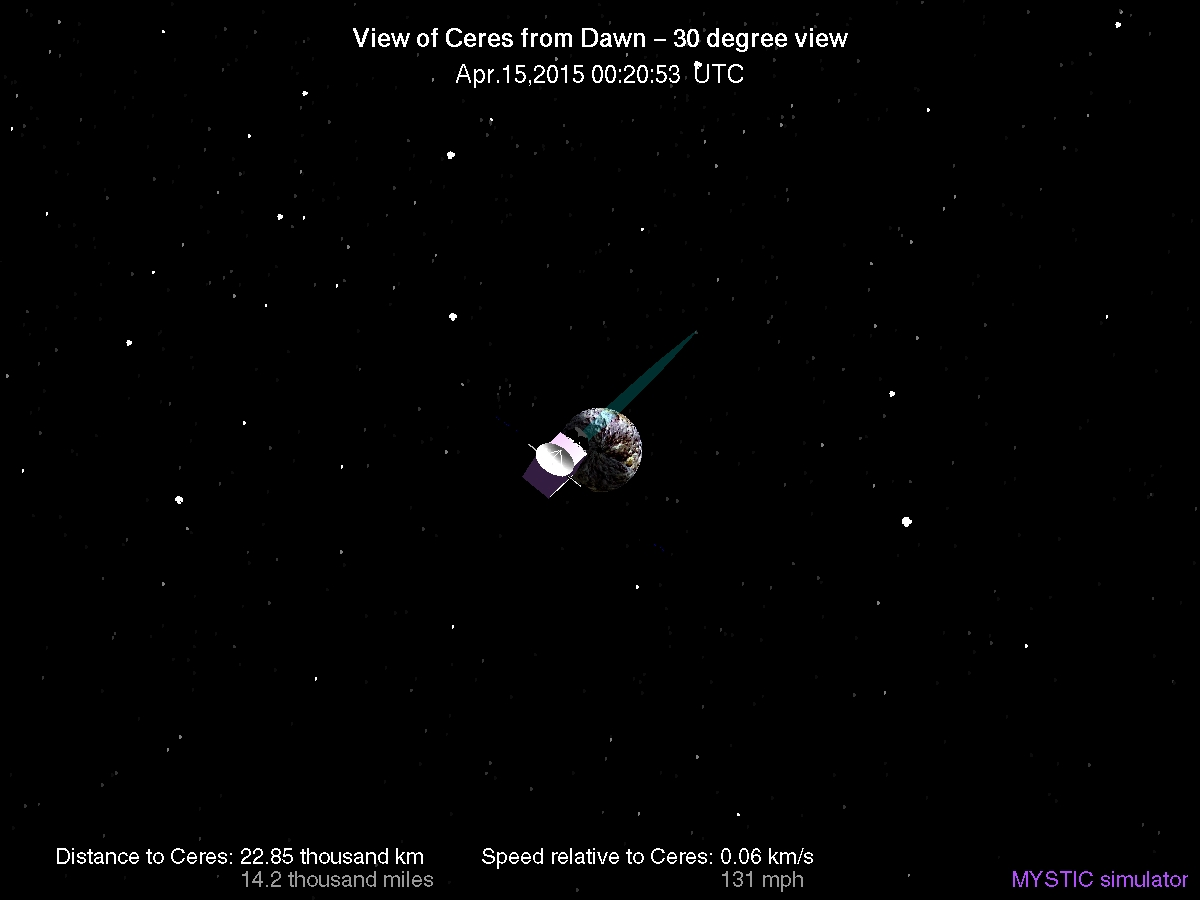 View of Ceres from Dawn – 30 degree view
Apr.15,2015 00:20:53 UTC
Distance to Ceres: 22.85 thousand km
14.2 thousand miles
Speed relative to Ceres: 0.06 km/s
131 mph
MYSTIC simulator